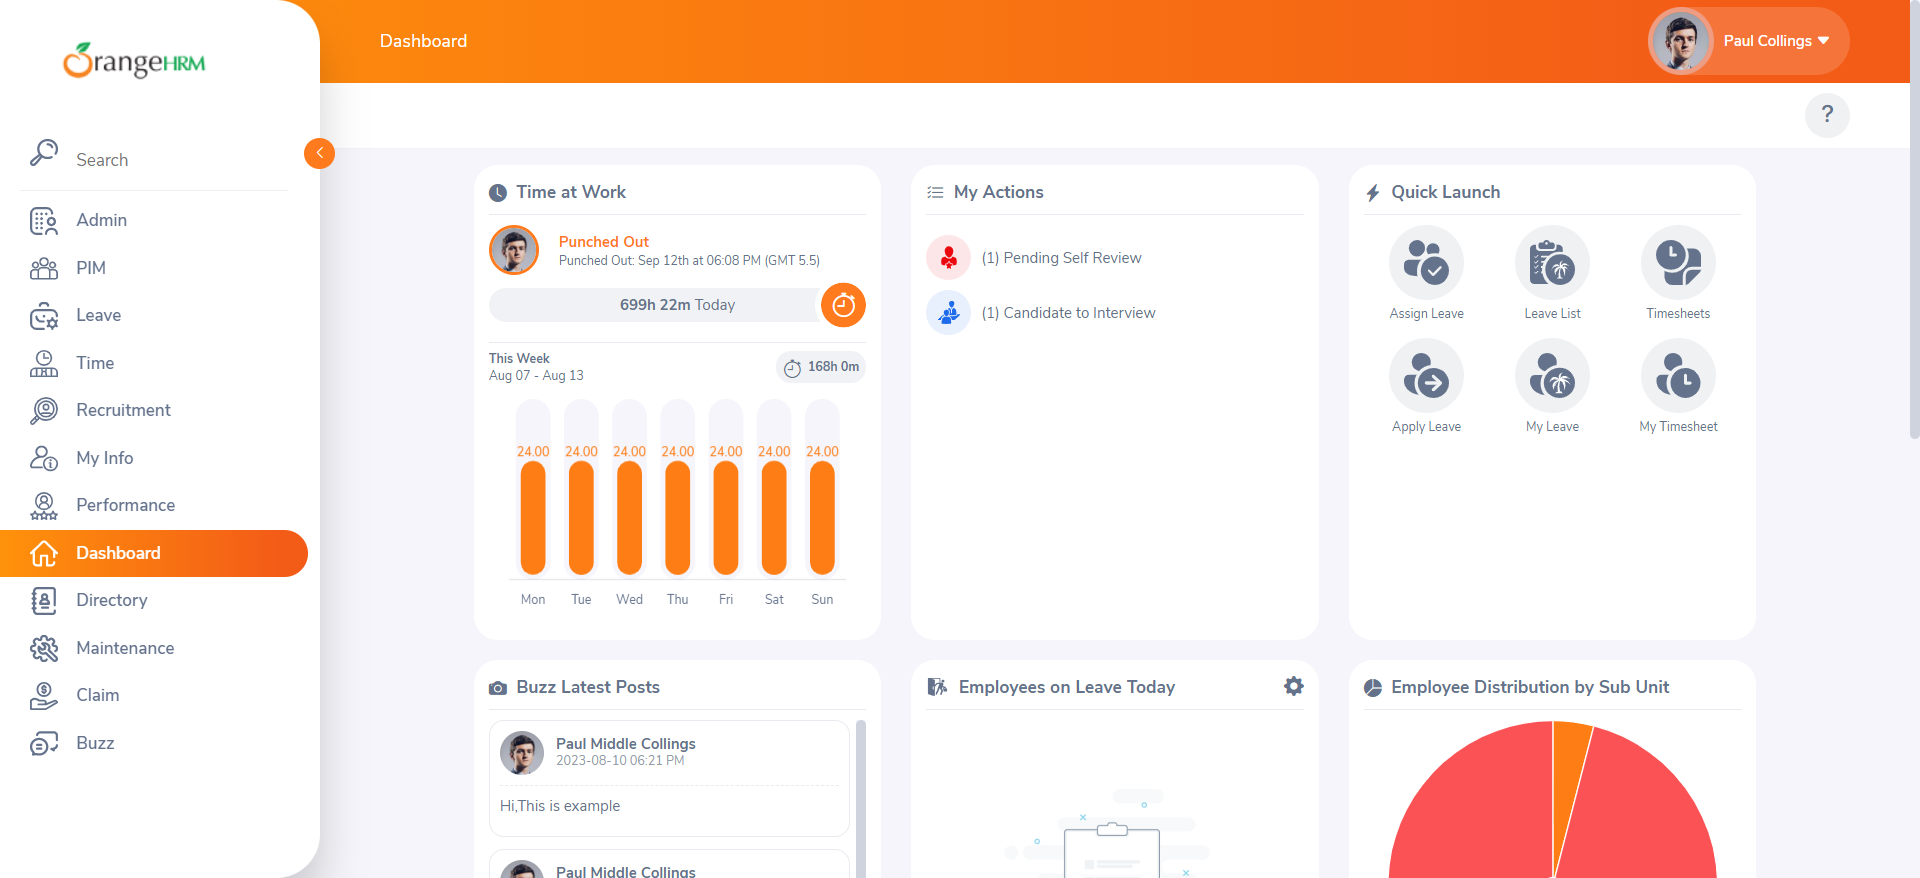 OrangeHRM
Dashboard
Paul Collings
?
Search
Admin
PIM
Leave
Time
Recruitment
My Info
Performance
Dashboard
Directory
Maintenance
Claim
Buzz
Time at Work
Punched Out
Punched Out: Sep 12th at 06:08 PM (GMT 5.5)
699h 22m Today
This Week
Aug 07 - Aug 13
168h 0m
24.00 24.00 24.00 24.00 24.00 24.00 24.00
Mon Tue Wed Thu Fri Sat Sun
My Actions
(1) Pending Self Review
(1) Candidate to Interview
Quick Launch
Assign Leave Leave List Timesheets
Apply Leave My Leave My Timesheet
Buzz Latest Posts
Paul Middle Collings
2023-08-10 06:21 PM
Hi,This is example
Paul Middle Collings
Employees on Leave Today
Employee Distribution by Sub Unit